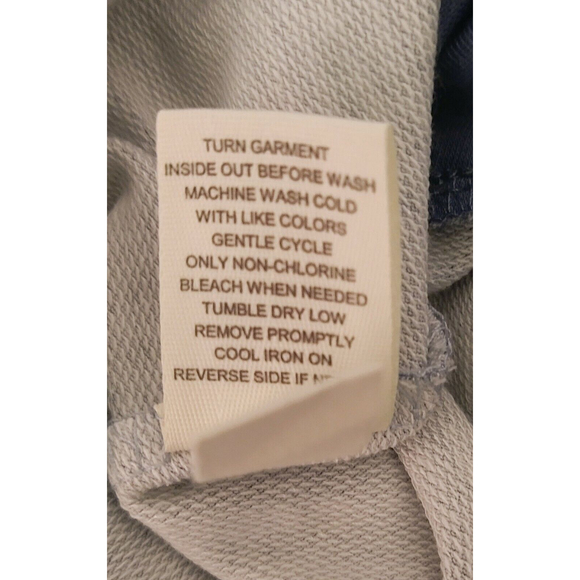 TURN GARMENT
INSIDE OUT BEFORE WASH
MACHINE WASH COLD
WITH LIKE COLORS
GENTLE CYCLE
ONLY NON-CHLORINE
BLEACH WHEN NEEDED
TUMBLE DRY LOW
REMOVE PROMPTLY
COOL IRON ON
REVERSE SIDE IF